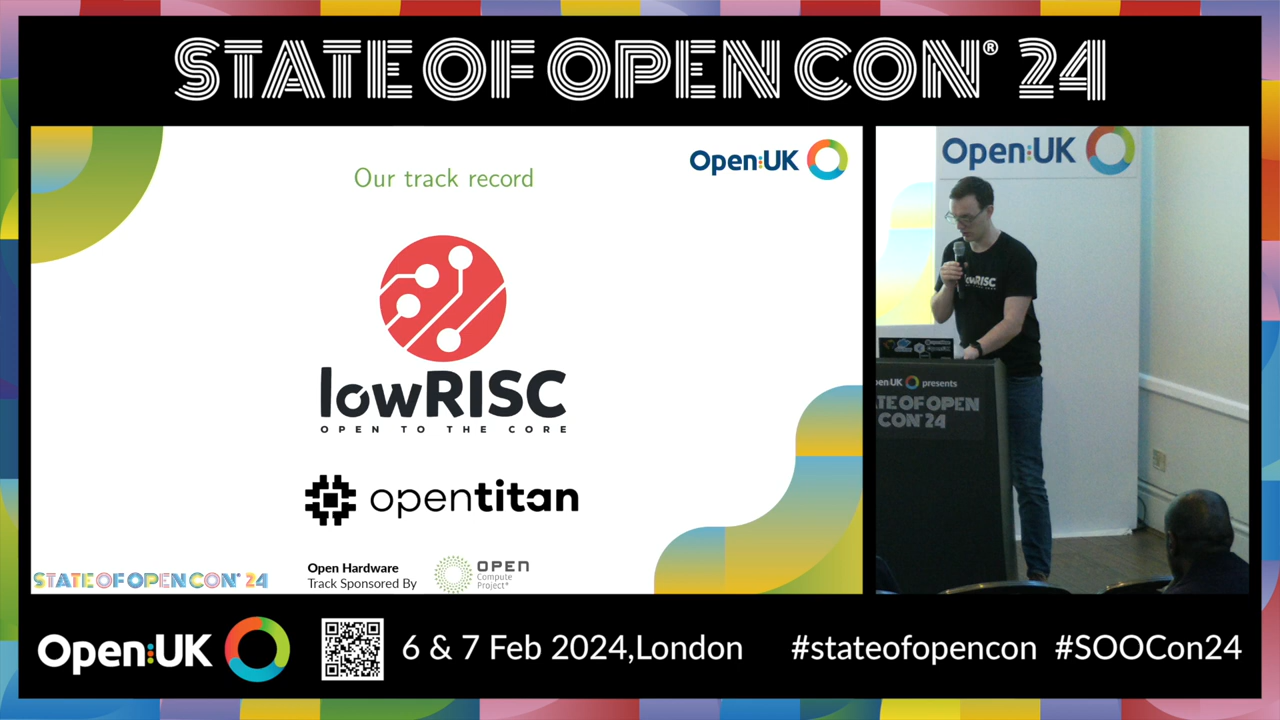 STATE OF OPEN CON® 24
Our track record
Open:UK
lowRISC
OPEN TO THE CORE
opentitan
STATE OF OPEN CON® 24
Open Hardware
Track Sponsored By
OPEN
Compute
Project®
Open:UK
lowRISC
presents
STATE OF OPEN
CON® 24
Open:UK
6 & 7 Feb 2024,London
#stateofopencon #SOOCon24